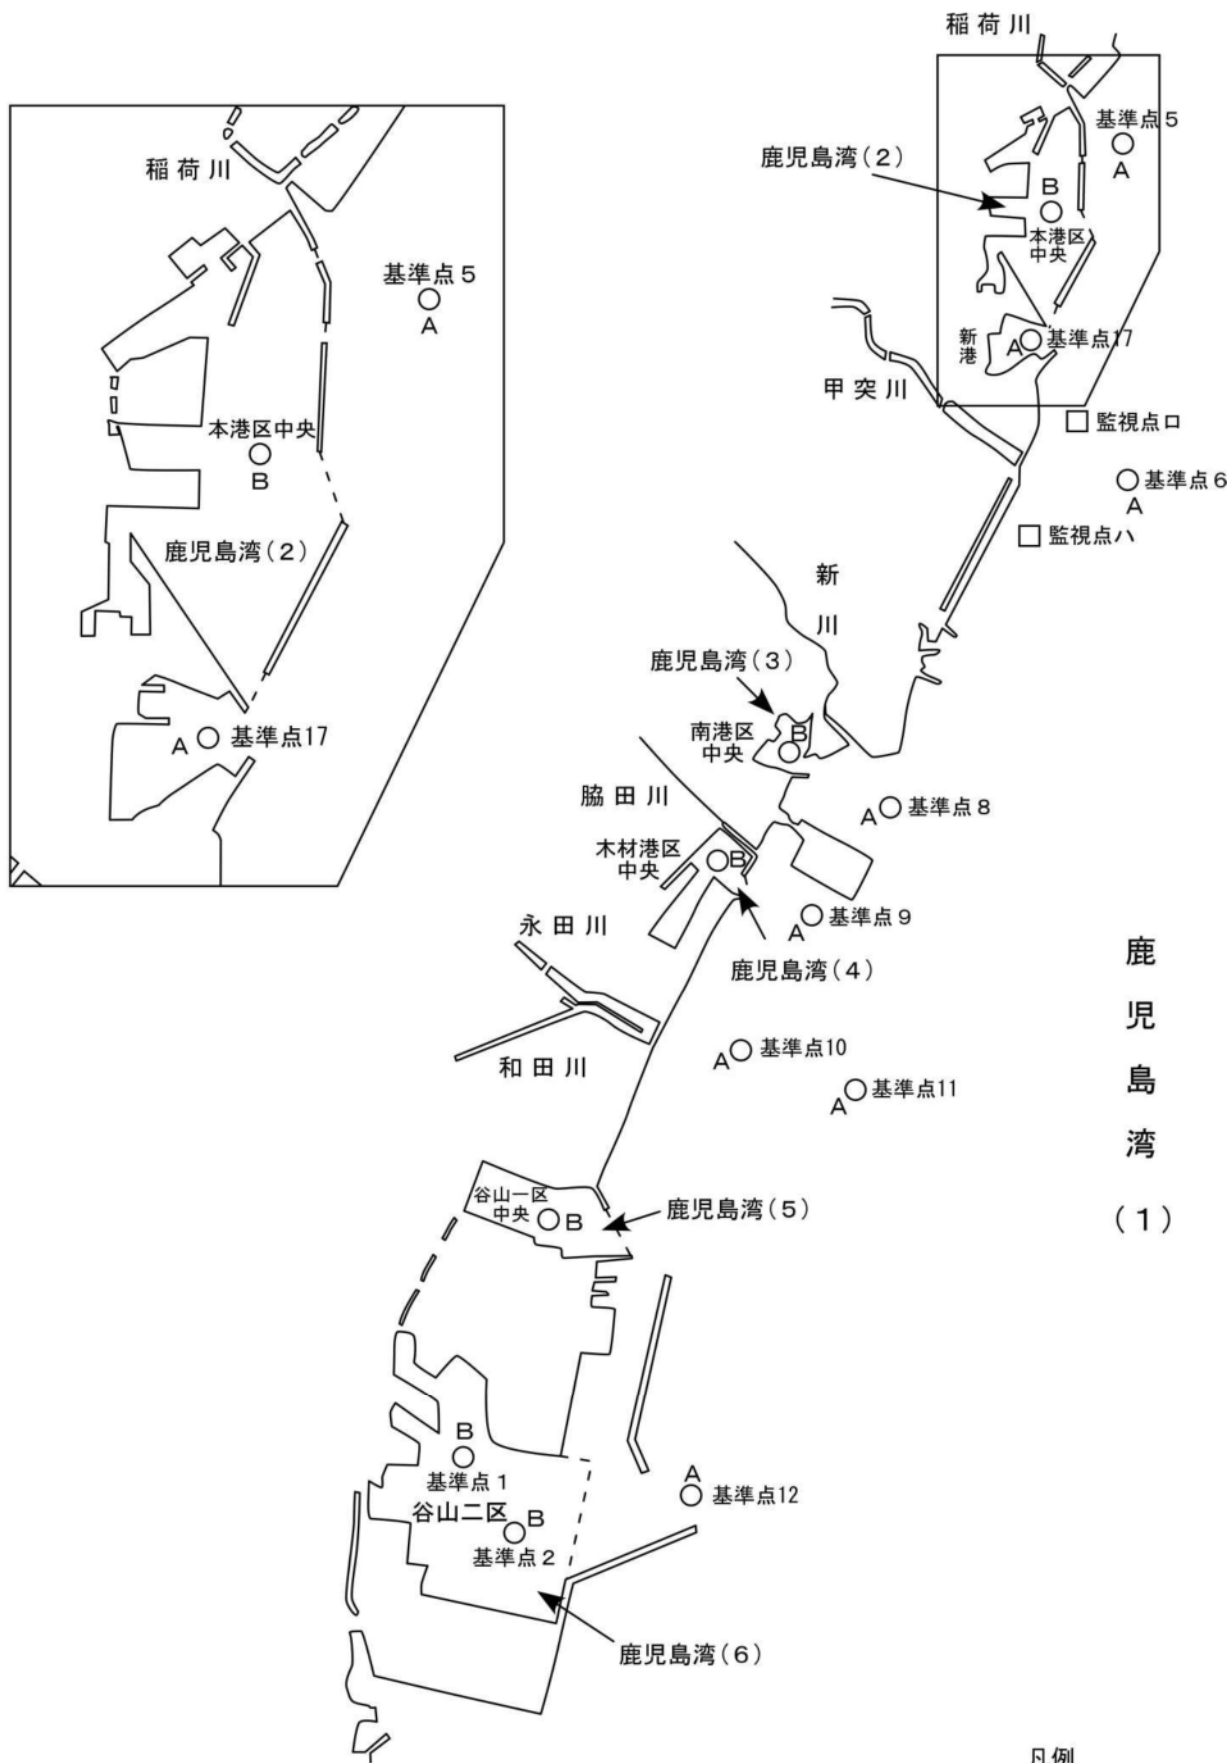 稲荷川
基準点5
A
鹿児島湾(2)
B
本港区
中央
新港
A
基準点17
甲突川
監視点ロ
基準点6
A
監視点ハ
稲荷川
基準点5
A
本港区中央
B
鹿児島湾(2)
A
基準点17
新川
鹿児島湾(3)
南港区
中央
B
A
基準点8
脇田川
木材港区
中央
B
A
基準点9
鹿児島湾(4)
永田川
和田川
A
基準点10
A
基準点11
鹿児島湾(1)
谷山一区
中央
B
鹿児島湾(5)
B
基準点1
谷山二区
B
基準点2
A
基準点12
鹿児島湾(6)
凡例